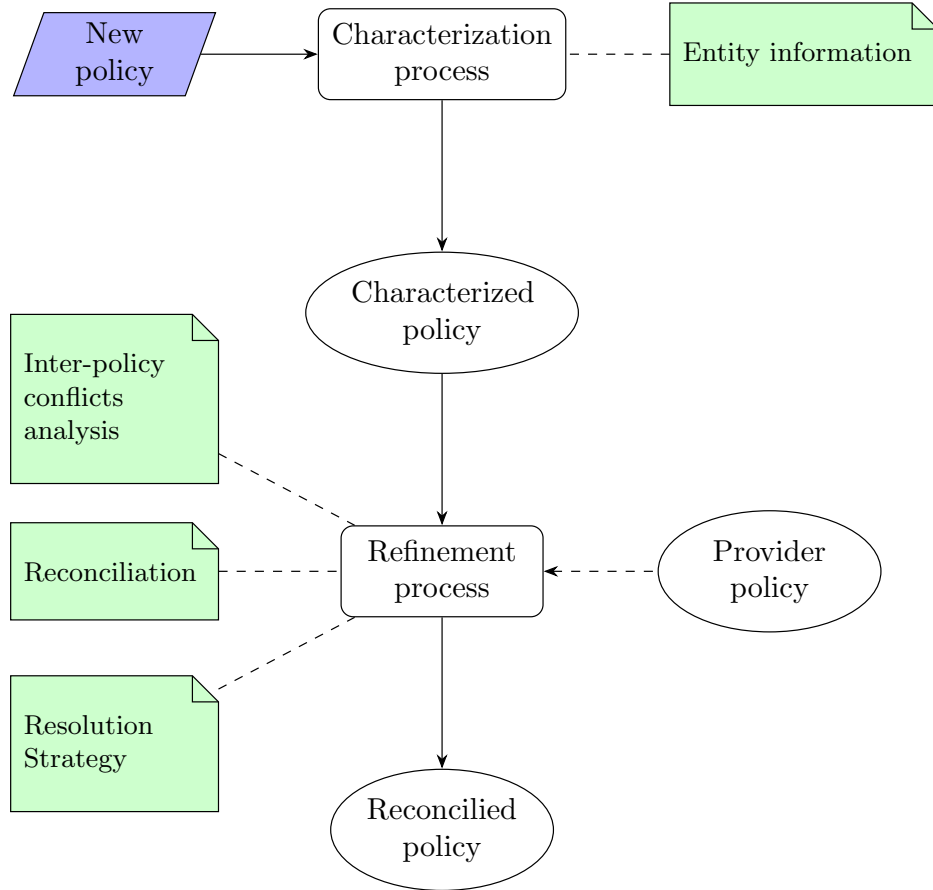 New
policy
Characterization
process
Entity information
Characterized
policy
Inter-policy
conflicts
analysis
Reconciliation
Refinement
process
Provider
policy
Resolution
Strategy
Reconcilied
policy